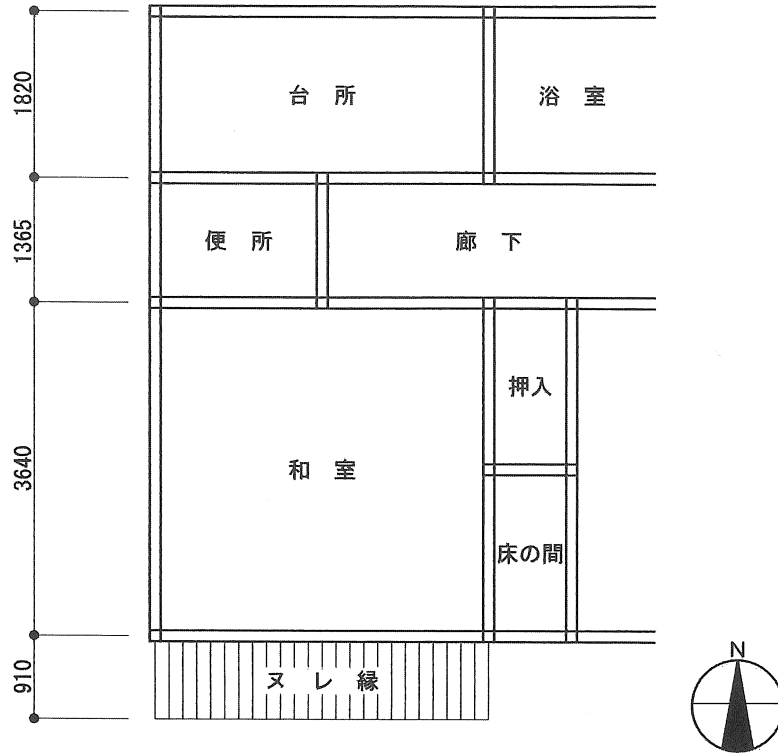 1820
台 所
浴 室
1365
便 所
廊 下
3640
押入
和 室
床の間
910
ヌ レ 縁
N